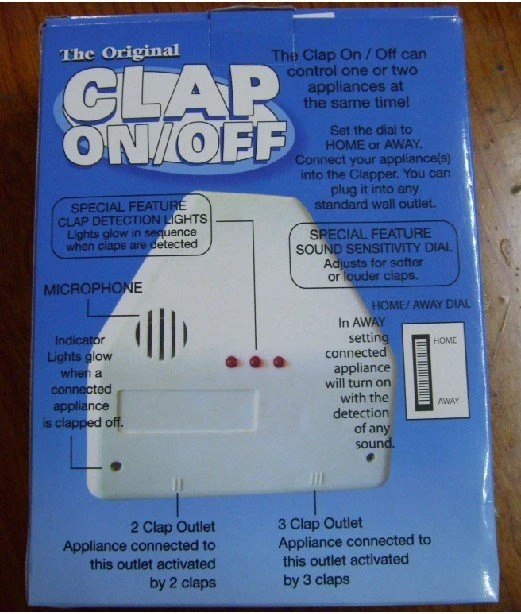 The Original
CLAP
ON/OFF
The Clap On / Off can
control one or two
appliances at
the same time!
Set the dial to
HOME or AWAY.
Connect your appliance(s)
into the Clapper. You can
plug it into any
standard wall outlet.
SPECIAL FEATURE
CLAP DETECTION LIGHTS
Lights glow in sequence
when claps are detected
SPECIAL FEATURE
SOUND SENSITIVITY DIAL
Adjusts for softer
or louder claps.
MICROPHONE
HOME/ AWAY DIAL
HOME
AWAY
Indicator
Lights glow
when a
connected
appliance
is clapped off.
In AWAY
setting
connected
appliance
will turn on
with the
detection
of any
sound.
2 Clap Outlet
Appliance connected to
this outlet activated
by 2 claps
3 Clap Outlet
Appliance connected to
this outlet activated
by 3 claps